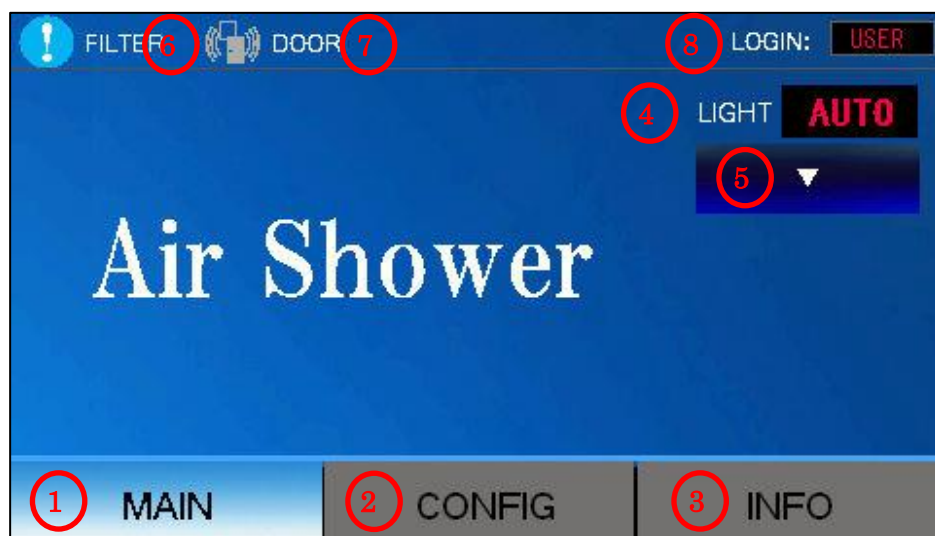 FILTER 6 DOOR 7 8 LOGIN: USER
4 LIGHT AUTO
5 ▼
Air Shower
1 MAIN 2 CONFIG 3 INFO